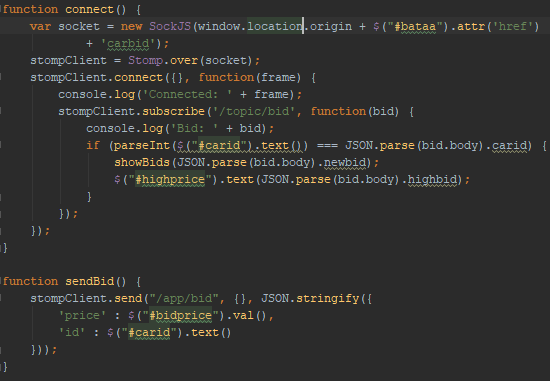 function connect() {
    var socket = new SockJS(window.location.origin + $("#bataa").attr('href')
            + 'carbid');
    stompClient = Stomp.over(socket);
    stompClient.connect({}, function(frame) {
        console.log('Connected: ' + frame);
        stompClient.subscribe('/topic/bid', function(bid) {
            console.log('Bid: ' + bid);
            if (parseInt($("#carid").text()) === JSON.parse(bid.body).carid) {
                showBids(JSON.parse(bid.body).newbid);
                $("#highprice").text(JSON.parse(bid.body).highbid);
            }
        });
    });
}

function sendBid() {
    stompClient.send("/app/bid", {}, JSON.stringify({
        'price' : $("#bidprice").val(),
        'id' : $("#carid").text()
    }));
}